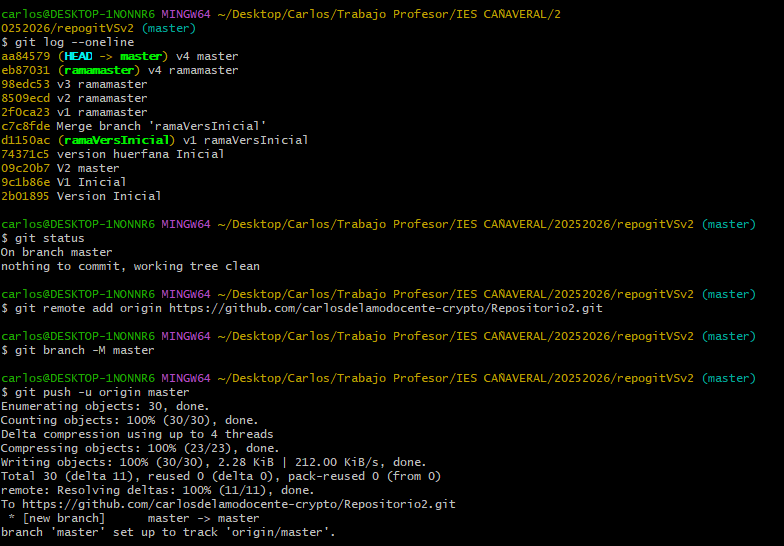 carlos@DESKTOP-1NONNR6 MINGW64 ~/Desktop/Carlos/Trabajo Profesor/IES CAÑAVERAL/2
0252026/repogitVSv2 (master)
$ git log --oneline
aa84579 (HEAD -> master) v4 master
eb87031 (ramamaster) v4 ramamaster
98edc53 v3 ramamaster
8509ecd v2 ramamaster
2f0ca23 v1 ramamaster
c7c8fde Merge branch 'ramaVersInicial'
d1150ac (ramaVersInicial) v1 ramaVersInicial
74371c5 version huerfana Inicial
09c20b7 V2 master
9c1b86e V1 Inicial
2b01895 Version Inicial
carlos@DESKTOP-1NONNR6 MINGW64 ~/Desktop/Carlos/Trabajo Profesor/IES CAÑAVERAL/20252026/repogitVSv2 (master)
$ git status
On branch master
nothing to commit, working tree clean
carlos@DESKTOP-1NONNR6 MINGW64 ~/Desktop/Carlos/Trabajo Profesor/IES CAÑAVERAL/20252026/repogitVSv2 (master)
$ git remote add origin https://github.com/carlosdelamodocente-crypto/Repositorio2.git
carlos@DESKTOP-1NONNR6 MINGW64 ~/Desktop/Carlos/Trabajo Profesor/IES CAÑAVERAL/20252026/repogitVSv2 (master)
$ git branch -M master
carlos@DESKTOP-1NONNR6 MINGW64 ~/Desktop/Carlos/Trabajo Profesor/IES CAÑAVERAL/20252026/repogitVSv2 (master)
$ git push -u origin master
Enumerating objects: 30, done.
Counting objects: 100% (30/30), done.
Delta compression using up to 4 threads
Compressing objects: 100% (23/23), done.
Writing objects: 100% (30/30), 2.28 KiB | 212.00 KiB/s, done.
Total 30 (delta 11), reused 0 (delta 0), pack-reused 0 (from 0)
remote: Resolving deltas: 100% (11/11), done.
To https://github.com/carlosdelamodocente-crypto/Repositorio2.git
 * [new branch]      master -> master
branch 'master' set up to track 'origin/master'.